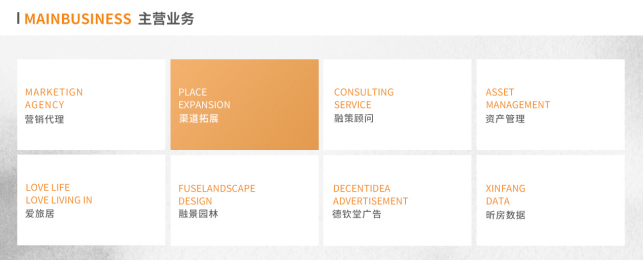 MAINBUSINESS 主营业务
MARKETIGN
AGENCY
营销代理
PLACE
EXPANSION
渠道拓展
CONSULTING
SERVICE
融策顾问
ASSET
MANAGEMENT
资产管理
LOVE LIFE
LOVE LIVING IN
爱旅居
FUSELANDSCAPE
DESIGN
融景园林
DECENTIDEA
ADVERTISEMENT
德钦堂广告
XINFANG
DATA
昕房数据